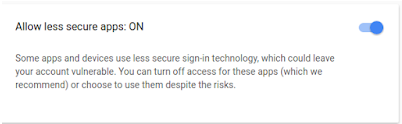 Allow less secure apps: ON
Some apps and devices use less secure sign-in technology, which could leave
your account vulnerable. You can turn off access for these apps (which we
recommend) or choose to use them despite the risks.